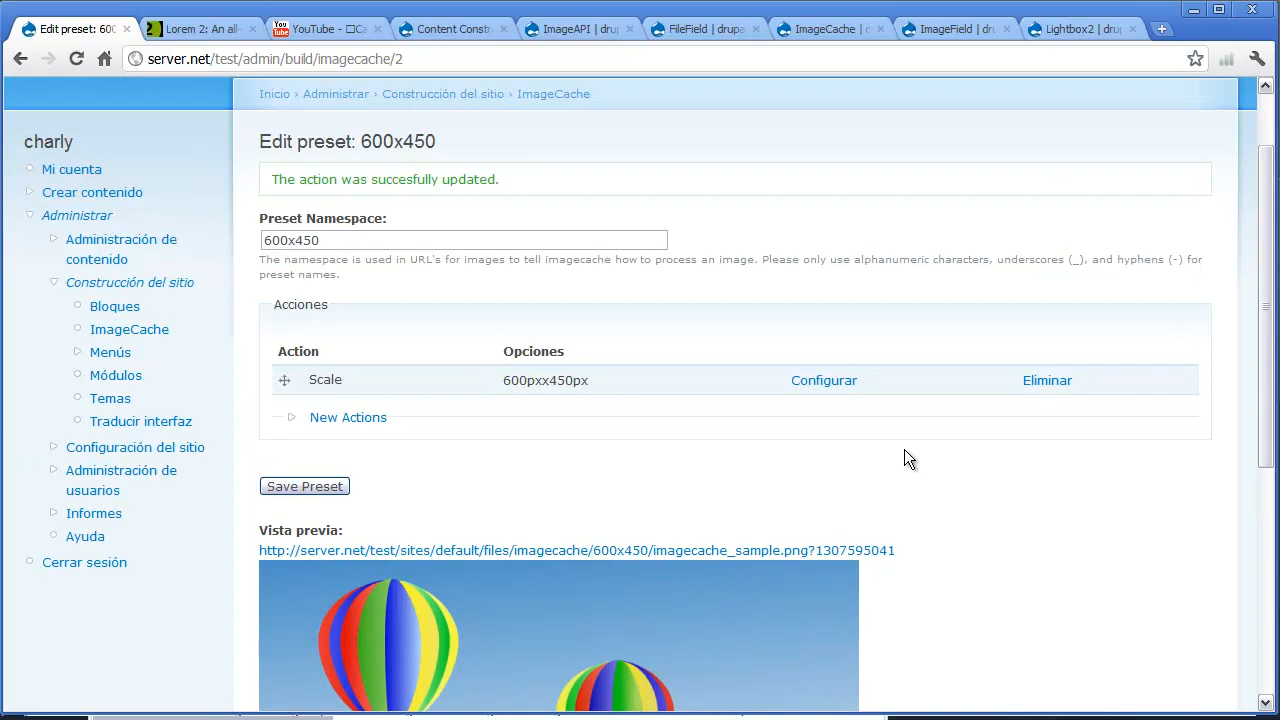 Edit preset: 600
Lorem 2: An all
You Tube
YouTube -
Content Constr
ImageAPI | drup
FileField | drupa
ImageCache | d
ImageField | dru
Lightbox2 | drup
server.net/test/admin/build/imagecache/2
Inicio › Administrar › Construcción del sitio › ImageCache
charly
Mi cuenta
Crear contenido
Administrar
Administración de
contenido
Construcción del sitio
Bloques
ImageCache
Menús
Módulos
Temas
Traducir interfaz
Configuración del sitio
Administración de
usuarios
Informes
Ayuda
Cerrar sesión
Edit preset: 600x450
The action was succesfully updated.
Preset Namespace:
600x450
The namespace is used in URL's for images to tell imagecache how to process an image. Please only use alphanumeric characters, underscores (_), and hyphens (-) for
preset names.
Acciones
Action Opciones
Scale 600pxx450px Configurar Eliminar
New Actions
Save Preset
Vista previa:
http://server.net/test/sites/default/files/imagecache/600x450/imagecache_sample.png?1307595041